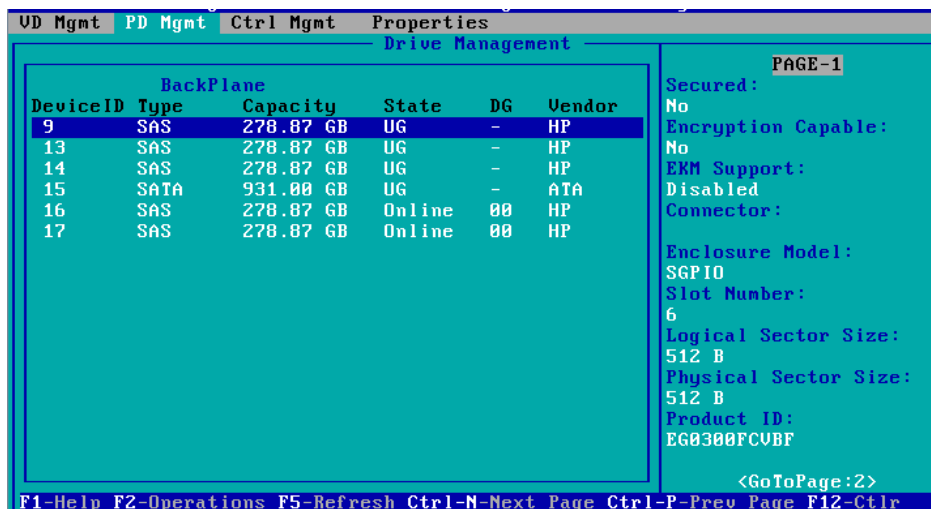 VD Mgmt PD Mgmt Ctrl Mgmt Properties
Drive Management
BackPlane
DeviceID Type Capacity State DG Vendor
9 SAS 278.87 GB UG - HP
13 SAS 278.87 GB UG - HP
14 SAS 278.87 GB UG - HP
15 SATA 931.00 GB UG - ATA
16 SAS 278.87 GB Online 00 HP
17 SAS 278.87 GB Online 00 HP
PAGE-1
Secured:
No
Encryption Capable:
No
EKM Support:
Disabled
Connector:
Enclosure Model:
SGPIO
Slot Number:
6
Logical Sector Size:
512 B
Physical Sector Size:
512 B
Product ID:
EG0300FCVBF
<GoToPage:2>
F1-Help F2-Operations F5-Refresh Ctrl-N-Next Page Ctrl-P-Prev Page F12-Ctlr